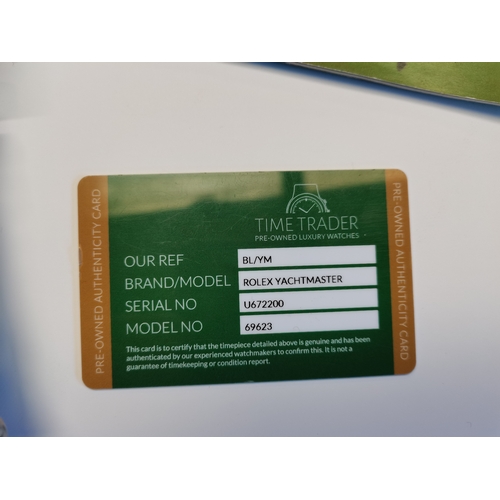 PRE-OWNED AUTHENTICITY CARD
TIME TRADER
PRE-OWNED LUXURY WATCHES
OUR REF BL/YM
BRAND/MODEL ROLEX YACHTMASTER
SERIAL NO U672200
MODEL NO 69623
This card is to certify that the timepiece detailed above is genuine and has been
authenticated by our experienced watchmakers to confirm this. It is not a
guarantee of timekeeping or condition report.
PRE-OWNED AUTHENTICITY CARD